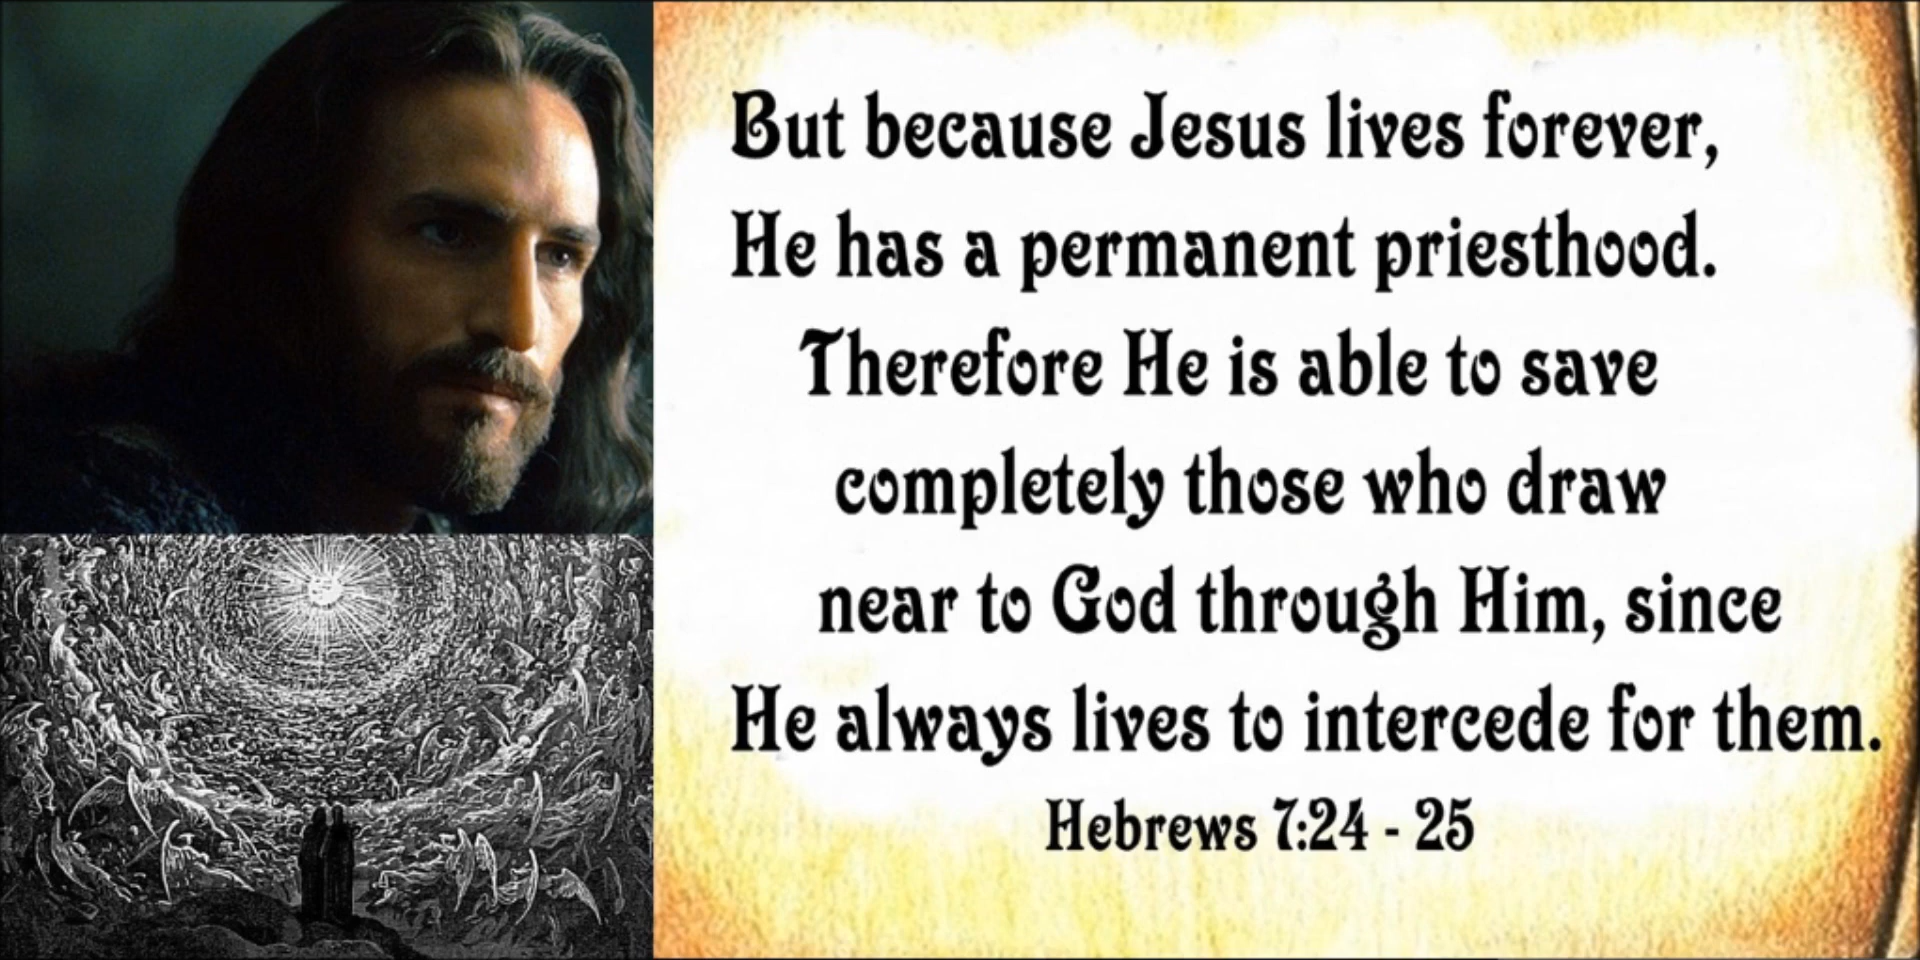 But because Jesus lives forever,
He has a permanent priesthood.
Therefore He is able to save
completely those who draw
near to God through Him, since
He always lives to intercede for them.
Hebrews 7:24 - 25